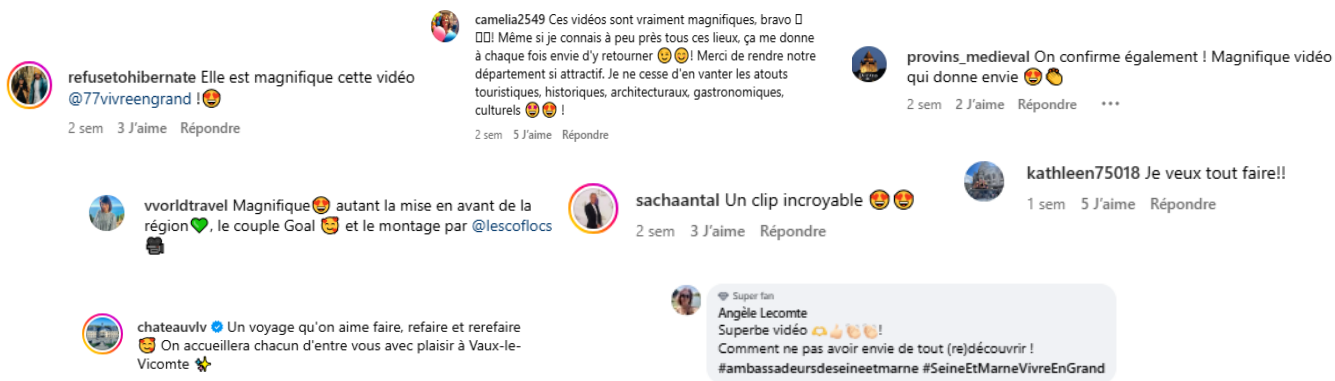 refusetohibernate Elle est magnifique cette vidéo
@77vivreengrand !😍
2 sem 3 J'aime Répondre
camelia2549 Ces vidéos sont vraiment magnifiques, bravo
! Même si je connais à peu près tous ces lieux, ça me donne
à chaque fois envie d'y retourner 😉😊! Merci de rendre notre
département si attractif. Je ne cesse d'en vanter les atouts
touristiques, historiques, architecturaux, gastronomiques,
culturels 😍😍 !
2 sem 5 J'aime Répondre
provins_medieval On confirme également ! Magnifique vidéo
qui donne envie 😍👏
2 sem 2 J'aime Répondre •••
vvorldtravel Magnifique😍 autant la mise en avant de la
région💚, le couple Goal 🥰 et le montage par @lescoflocs
🎥
sachaantal Un clip incroyable 😍😍
2 sem 3 J'aime Répondre
kathleen75018 Je veux tout faire!!
1 sem 5 J'aime Répondre
chateauvlv Un voyage qu'on aime faire, refaire et rerefaire
🥰 On accueillera chacun d'entre vous avec plaisir à Vaux-le-
Vicomte ✨
Super fan
Angèle Lecomte
Superbe vidéo 🫶👍🏻👏🏻👏🏻!
Comment ne pas avoir envie de tout (re)découvrir !
#ambassadeursdeseineetmarne #SeineEtMarneVivreEnGrand